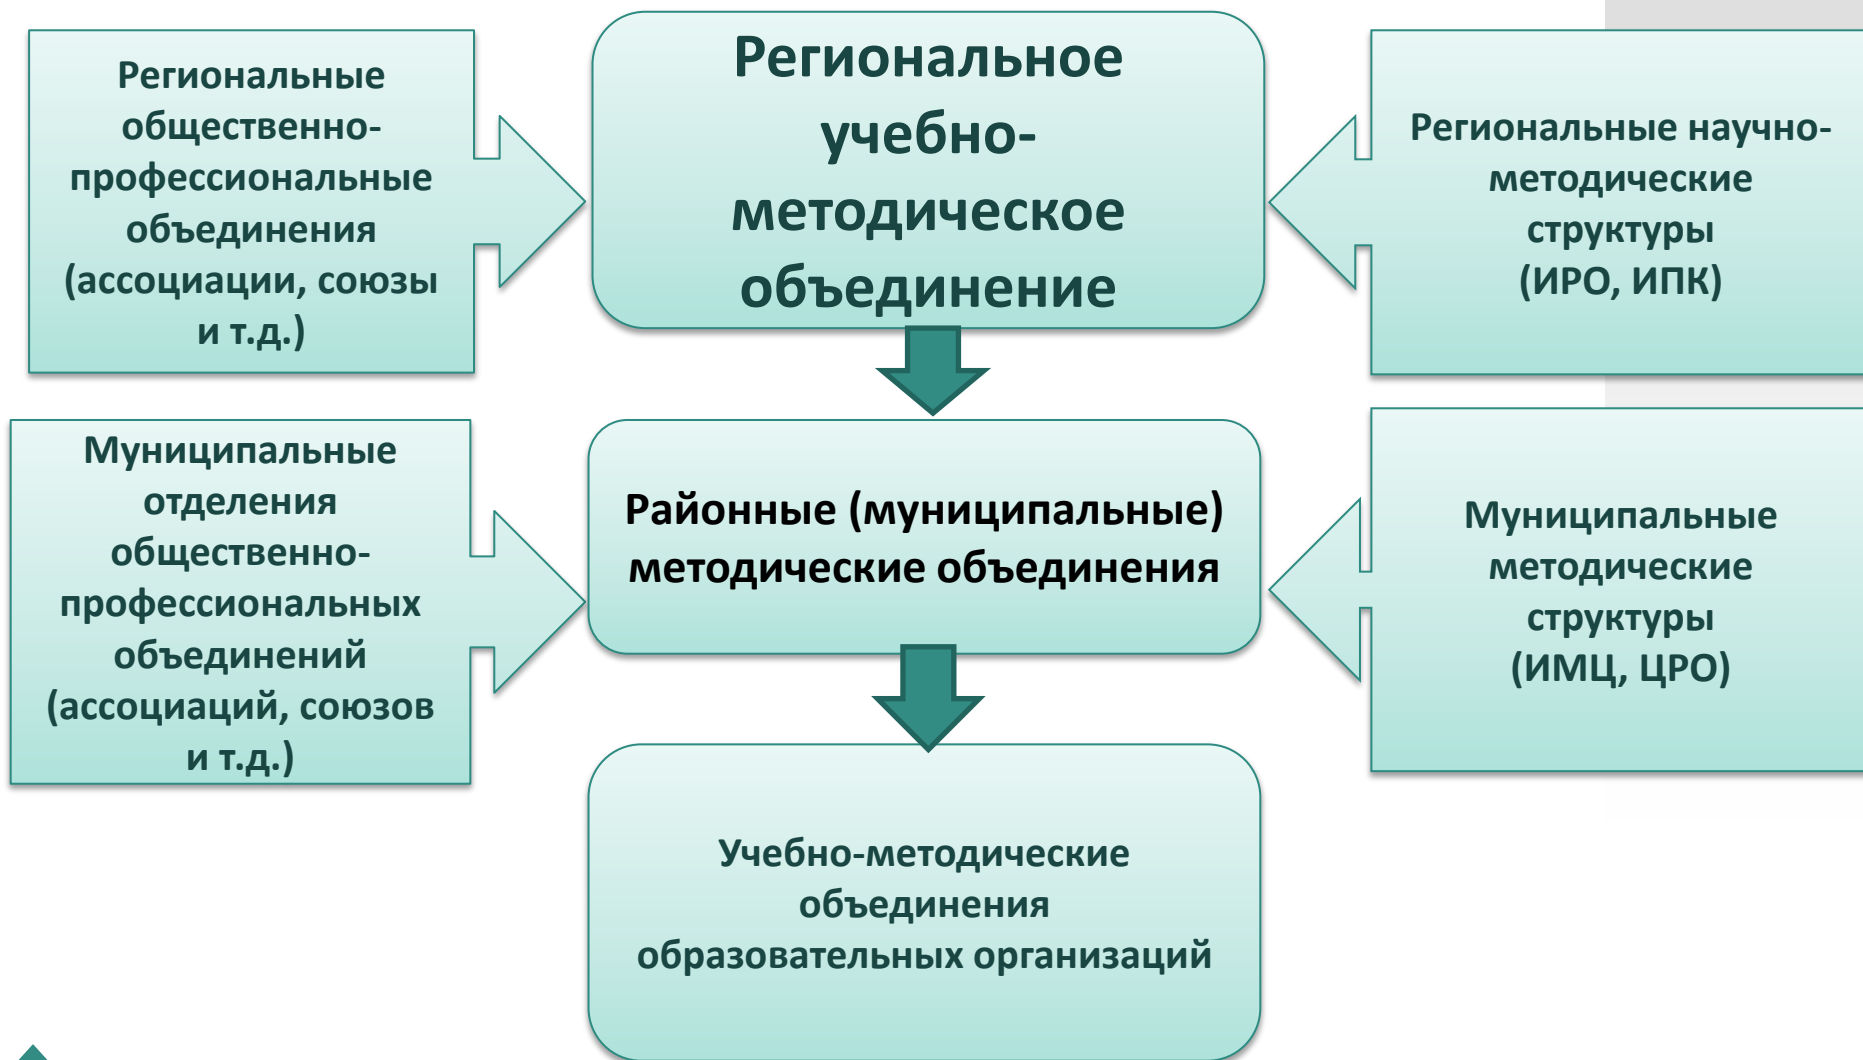 Региональные
общественно-
профессиональные
объединения
(ассоциации, союзы
и т.д.)
Региональное
учебно-
методическое
объединение
Региональные научно-
методические
структуры
(ИРО, ИПК)
Муниципальные
отделения
общественно-
профессиональных
объединений
(ассоциаций, союзов
и т.д.)
Районные (муниципальные)
методические объединения
Муниципальные
методические
структуры
(ИМЦ, ЦРО)
Учебно-методические
объединения
образовательных организаций